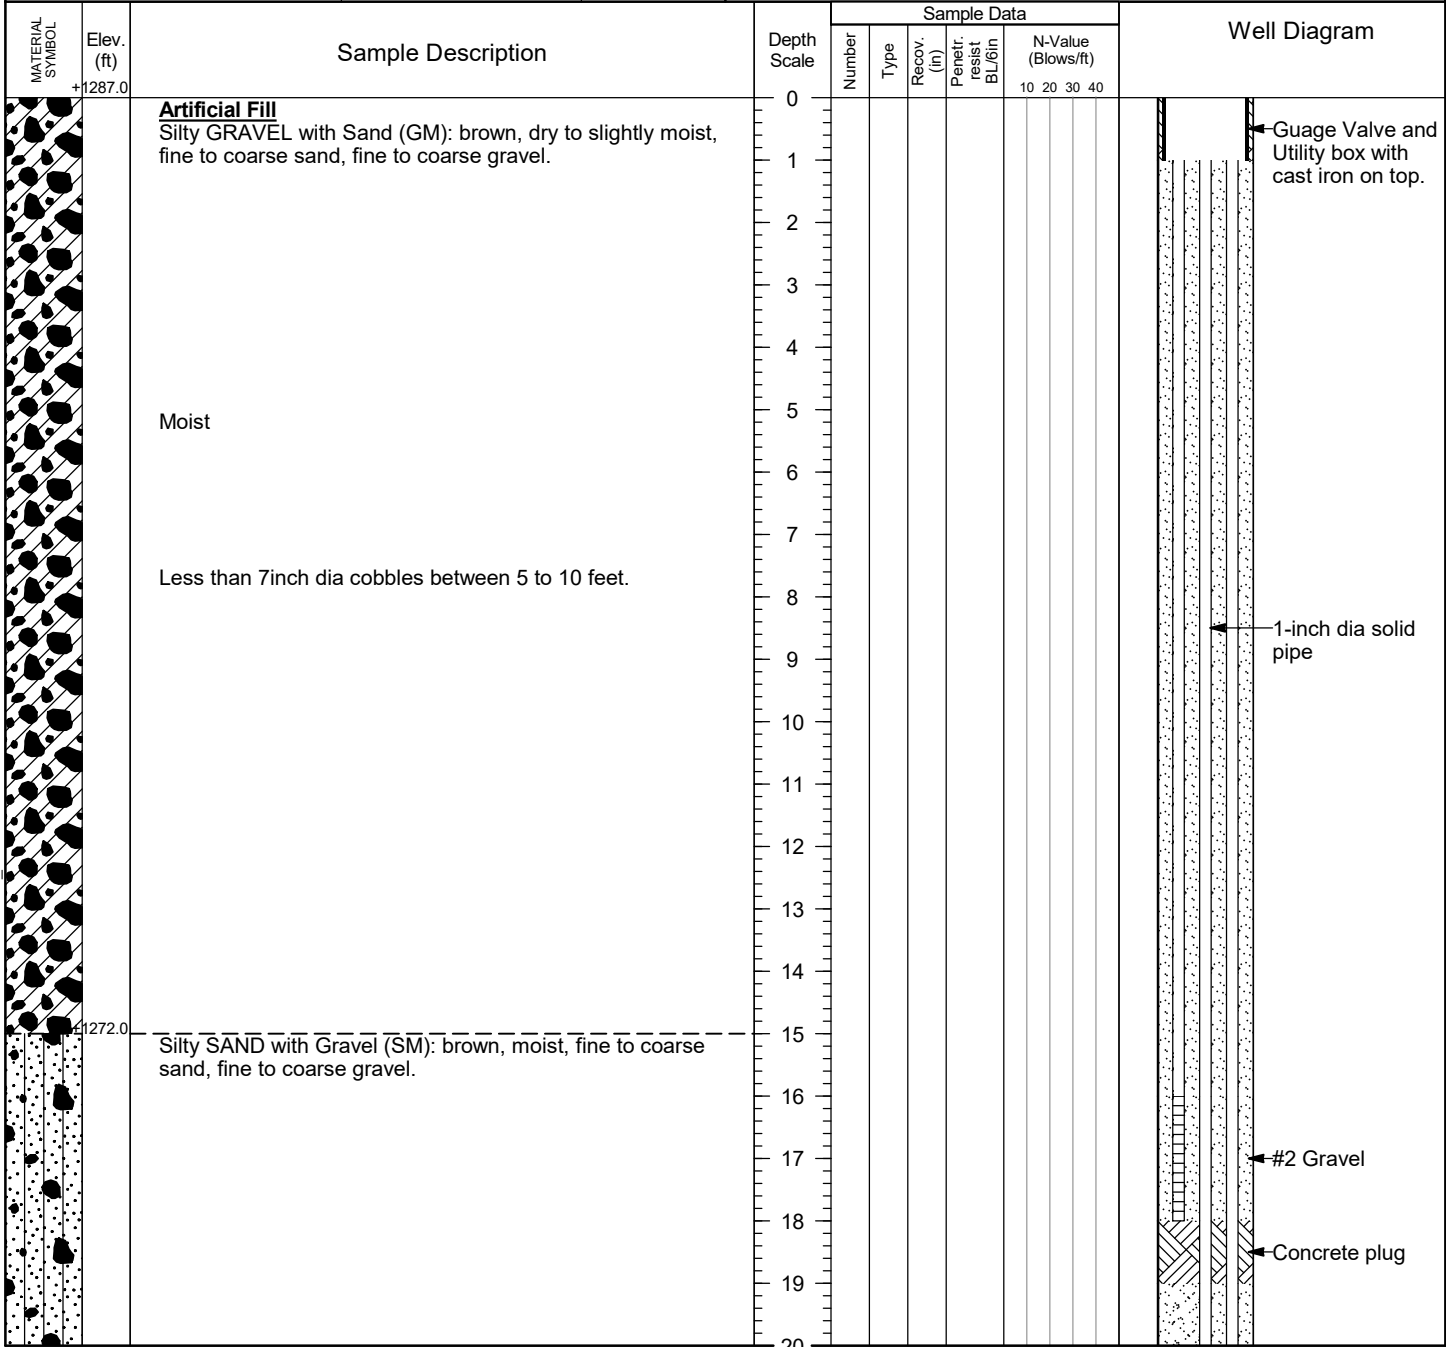 MATERIAL
SYMBOL
Elev.
(ft)
+1287.0
Sample Description
Depth
Scale
Sample Data
Number
Type
Recov.
(in)
Penetr.
resist
BL/6in
N-Value
(Blows/ft)
10 20 30 40
Well Diagram
Artificial Fill
Silty GRAVEL with Sand (GM): brown, dry to slightly moist,
fine to coarse sand, fine to coarse gravel.
0
Guage Valve and
Utility box with
cast iron on top.
1
2
3
4
Moist
5
6
7
Less than 7inch dia cobbles between 5 to 10 feet.
8
1-inch dia solid
pipe
9
10
11
12
13
14
+1272.0
15
Silty SAND with Gravel (SM): brown, moist, fine to coarse
sand, fine to coarse gravel.
16
17
#2 Gravel
18
Concrete plug
19
20